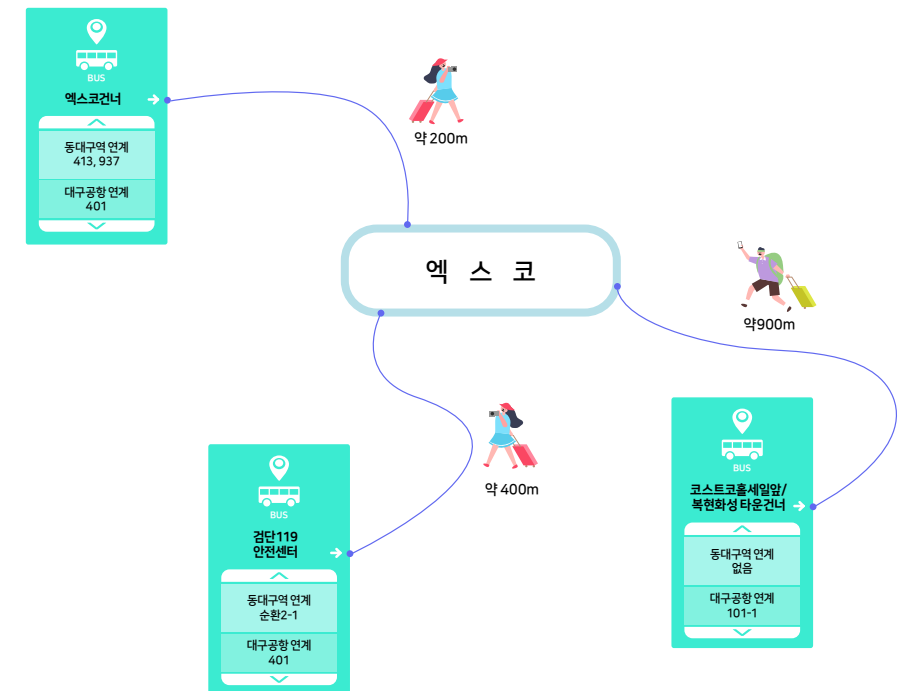 BUS
엑스코건너
동대구역 연계
413, 937
대구공항 연계
401
약 200m
엑 스 코
약900m
약 400m
BUS
검단119
안전센터
동대구역 연계
순환2-1
대구공항 연계
401
BUS
코스트코홀세일앞/
복현화성 타운건너
동대구역 연계
없음
대구공항 연계
101-1